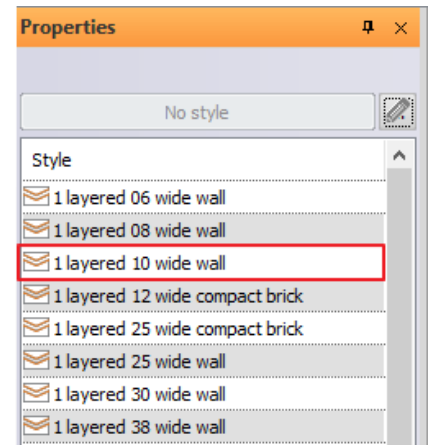 Properties
No style
Style
1 layered 06 wide wall
1 layered 08 wide wall
1 layered 10 wide wall
1 layered 12 wide compact brick
1 layered 25 wide compact brick
1 layered 25 wide wall
1 layered 30 wide wall
1 layered 38 wide wall